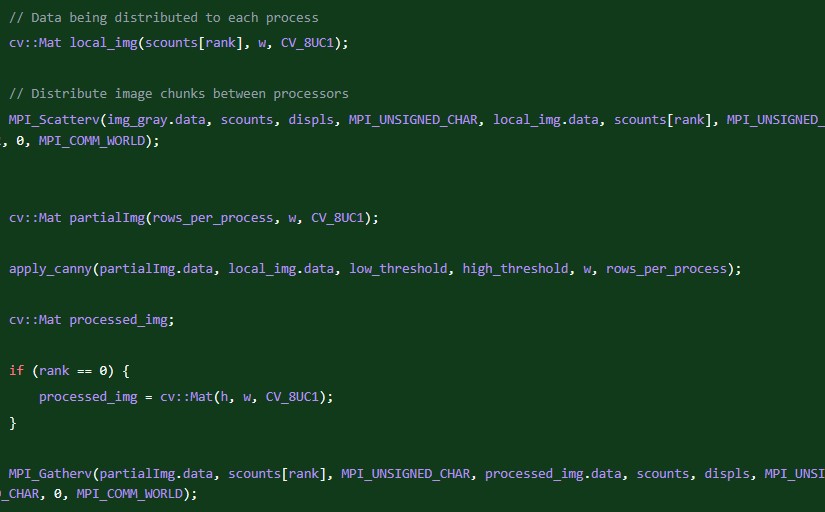 // Data being distributed to each process
cv::Mat local_img(scounts[rank], w, CV_8UC1);
// Distribute image chunks between processors
MPI_Scatterv(img_gray.data, scounts, displs, MPI_UNSIGNED_CHAR, local_img.data, scounts[rank], MPI_UNSIGNED_
, 0, MPI_COMM_WORLD);
cv::Mat partialImg(rows_per_process, w, CV_8UC1);
apply_canny(partialImg.data, local_img.data, low_threshold, high_threshold, w, rows_per_process);
cv::Mat processed_img;
if (rank == 0) {
    processed_img = cv::Mat(h, w, CV_8UC1);
}
MPI_Gatherv(partialImg.data, scounts[rank], MPI_UNSIGNED_CHAR, processed_img.data, scounts, displs, MPI_UNSI
_CHAR, 0, MPI_COMM_WORLD);